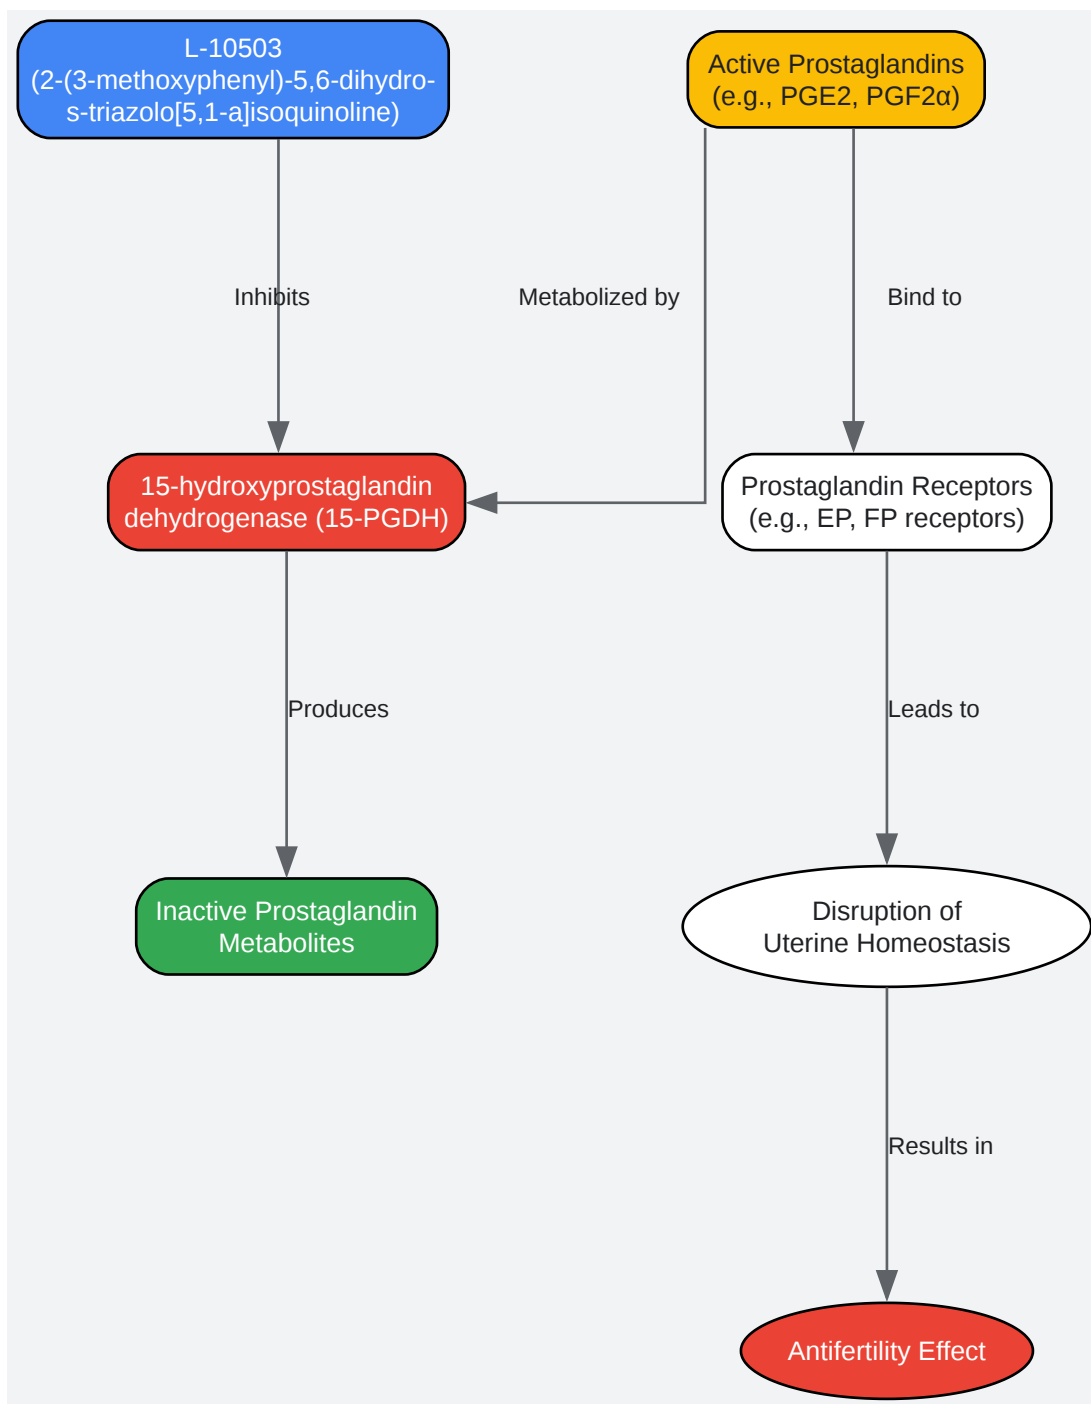 L-10503
(2-(3-methoxyphenyl)-5,6-dihydro-
s-triazolo[5,1-a]isoquinoline)
Active Prostaglandins
(e.g., PGE2, PGF2α)
Inhibits
Metabolized by
Bind to
15-hydroxyprostaglandin
dehydrogenase (15-PGDH)
Prostaglandin Receptors
(e.g., EP, FP receptors)
Produces
Leads to
Inactive Prostaglandin
Metabolites
Disruption of
Uterine Homeostasis
Results in
Antifertility Effect